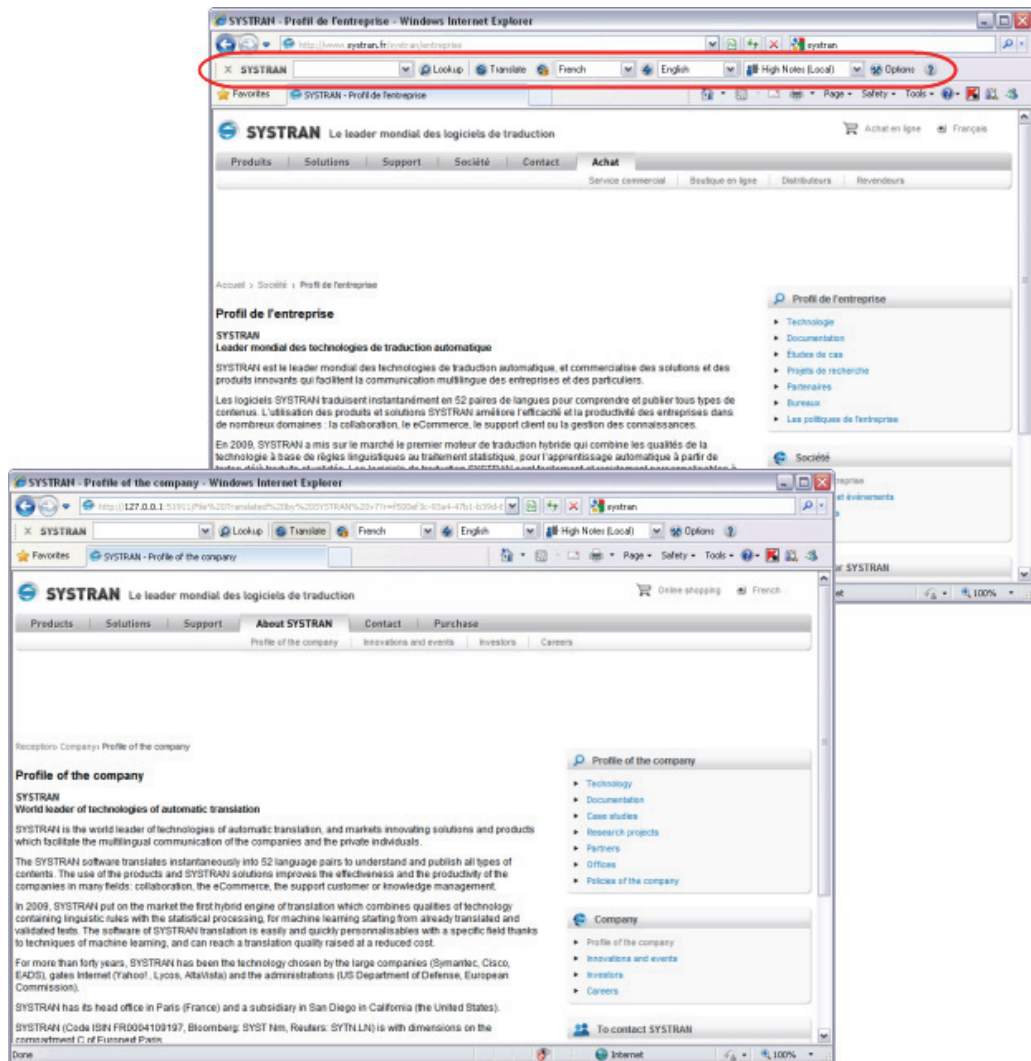 SYSTRAN - Profil de l'entreprise - Windows Internet Explorer
http://www.systran.fr/systran/entreprise
systran
SYSTRAN Lookup Translate French English High Notes (Local) Options
Favorites SYSTRAN - Profil de l'entreprise Page Safety Tools
SYSTRAN Le leader mondial des logiciels de traduction Achat en ligne Français
Produits Solutions Support Société Contact Achat
Service commercial Boutique en ligne Distributeurs Revendeurs
Accueil > Société > Profil de l'entreprise
Profil de l'entreprise
SYSTRAN
Leader mondial des technologies de traduction automatique
SYSTRAN est le leader mondial des technologies de traduction automatique, et commercialise des solutions et des
produits innovants qui facilitent la communication multilingue des entreprises et des particuliers.
Les logiciels SYSTRAN traduisent instantanément en 52 paires de langues pour comprendre et publier tous types de
contenus. L'utilisation des produits et solutions SYSTRAN améliore l'efficacité et la productivité des entreprises dans
de nombreux domaines : la collaboration, le eCommerce, le support client ou la gestion des connaissances.
En 2009, SYSTRAN a mis sur le marché le premier moteur de traduction hybride qui combine les qualités de la
technologie à base de règles linguistiques au traitement statistique, pour l'apprentissage automatique à partir de
Profil de l'entreprise
Technologie
Documentation
Études de cas
Projets de recherche
Partenaires
Bureaux
Les politiques de l'entreprise
Société
reprise
et événements
r SYSTRAN
100%
SYSTRAN - Profile of the company - Windows Internet Explorer
systran
SYSTRAN Lookup Translate French English High Notes (Local) Options
Favorites SYSTRAN - Profile of the company Page Safety Tools
SYSTRAN Le leader mondial des logiciels de traduction Online shopping French
Products Solutions Support About SYSTRAN Contact Purchase
Profile of the company Innovations and events Investors Careers
Reception› Company› Profile of the company
Profile of the company
SYSTRAN
World leader of technologies of automatic translation
SYSTRAN is the world leader of technologies of automatic translation, and markets innovating solutions and products
which facilitate the multilingual communication of the companies and the private individuals.
The SYSTRAN software translates instantaneously into 52 language pairs to understand and publish all types of
contents. The use of the products and SYSTRAN solutions improves the effectiveness and the productivity of the
companies in many fields: collaboration, the eCommerce, the support customer or knowledge management.
In 2009, SYSTRAN put on the market the first hybrid engine of translation which combines qualities of technology
containing linguistic rules with the statistical processing, for machine learning starting from already translated and
validated texts. The software of SYSTRAN translation is easily and quickly personnalisables with a specific field thanks
to techniques of machine learning, and can reach a translation quality raised at a reduced cost.
For more than forty years, SYSTRAN has been the technology chosen by the large companies (Symantec, Cisco,
EADS), gates Internet (Yahoo!, Lycos, AltaVista) and the administrations (US Department of Defense, European
Commission).
SYSTRAN has its head office in Paris (France) and a subsidiary in San Diego in California (the United States).
SYSTRAN (Code ISIN FR0004109197, Bloomberg: SYST Nm, Reuters: SYTN.LN) is with dimensions on the
compartment C of Euronext Paris
Profile of the company
Technology
Documentation
Case studies
Research projects
Partners
Offices
Policies of the company
Company
Profile of the company
Innovations and events
Investors
Careers
To contact SYSTRAN
Done Internet 100%